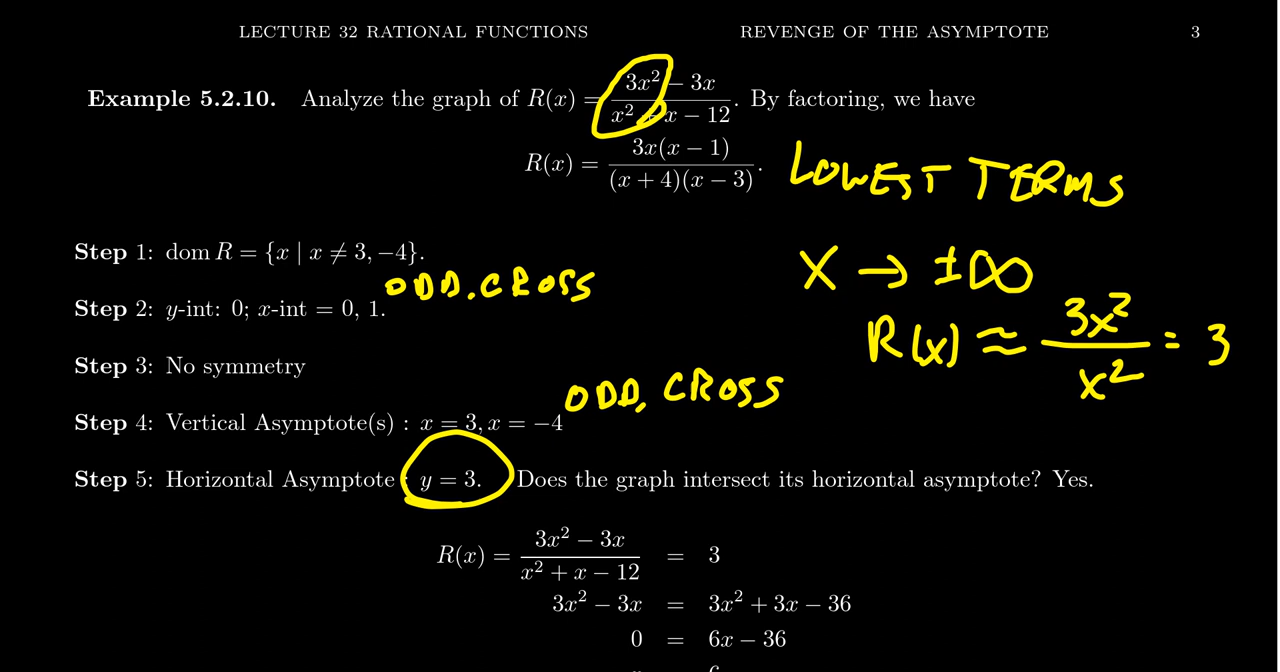 LECTURE 32 RATIONAL FUNCTIONS REVENGE OF THE ASYMPTOTE 3
Example 5.2.10. Analyze the graph of R(x) = (3x² − 3x)/(x² + x − 12). By factoring, we have
R(x) = 3x(x − 1)/((x + 4)(x − 3)).
LOWEST TERMS
Step 1: dom R = {x | x ≠ 3, −4}.
X → ±∞
ODD, CROSS
Step 2: y-int: 0; x-int = 0, 1.
R(x) ≈ 3x²/x² = 3
Step 3: No symmetry
ODD, CROSS
Step 4: Vertical Asymptote(s) : x = 3, x = −4
Step 5: Horizontal Asymptote : y = 3. Does the graph intersect its horizontal asymptote? Yes.
R(x) = (3x² − 3x)/(x² + x − 12) = 3
3x² − 3x = 3x² + 3x − 36
0 = 6x − 36